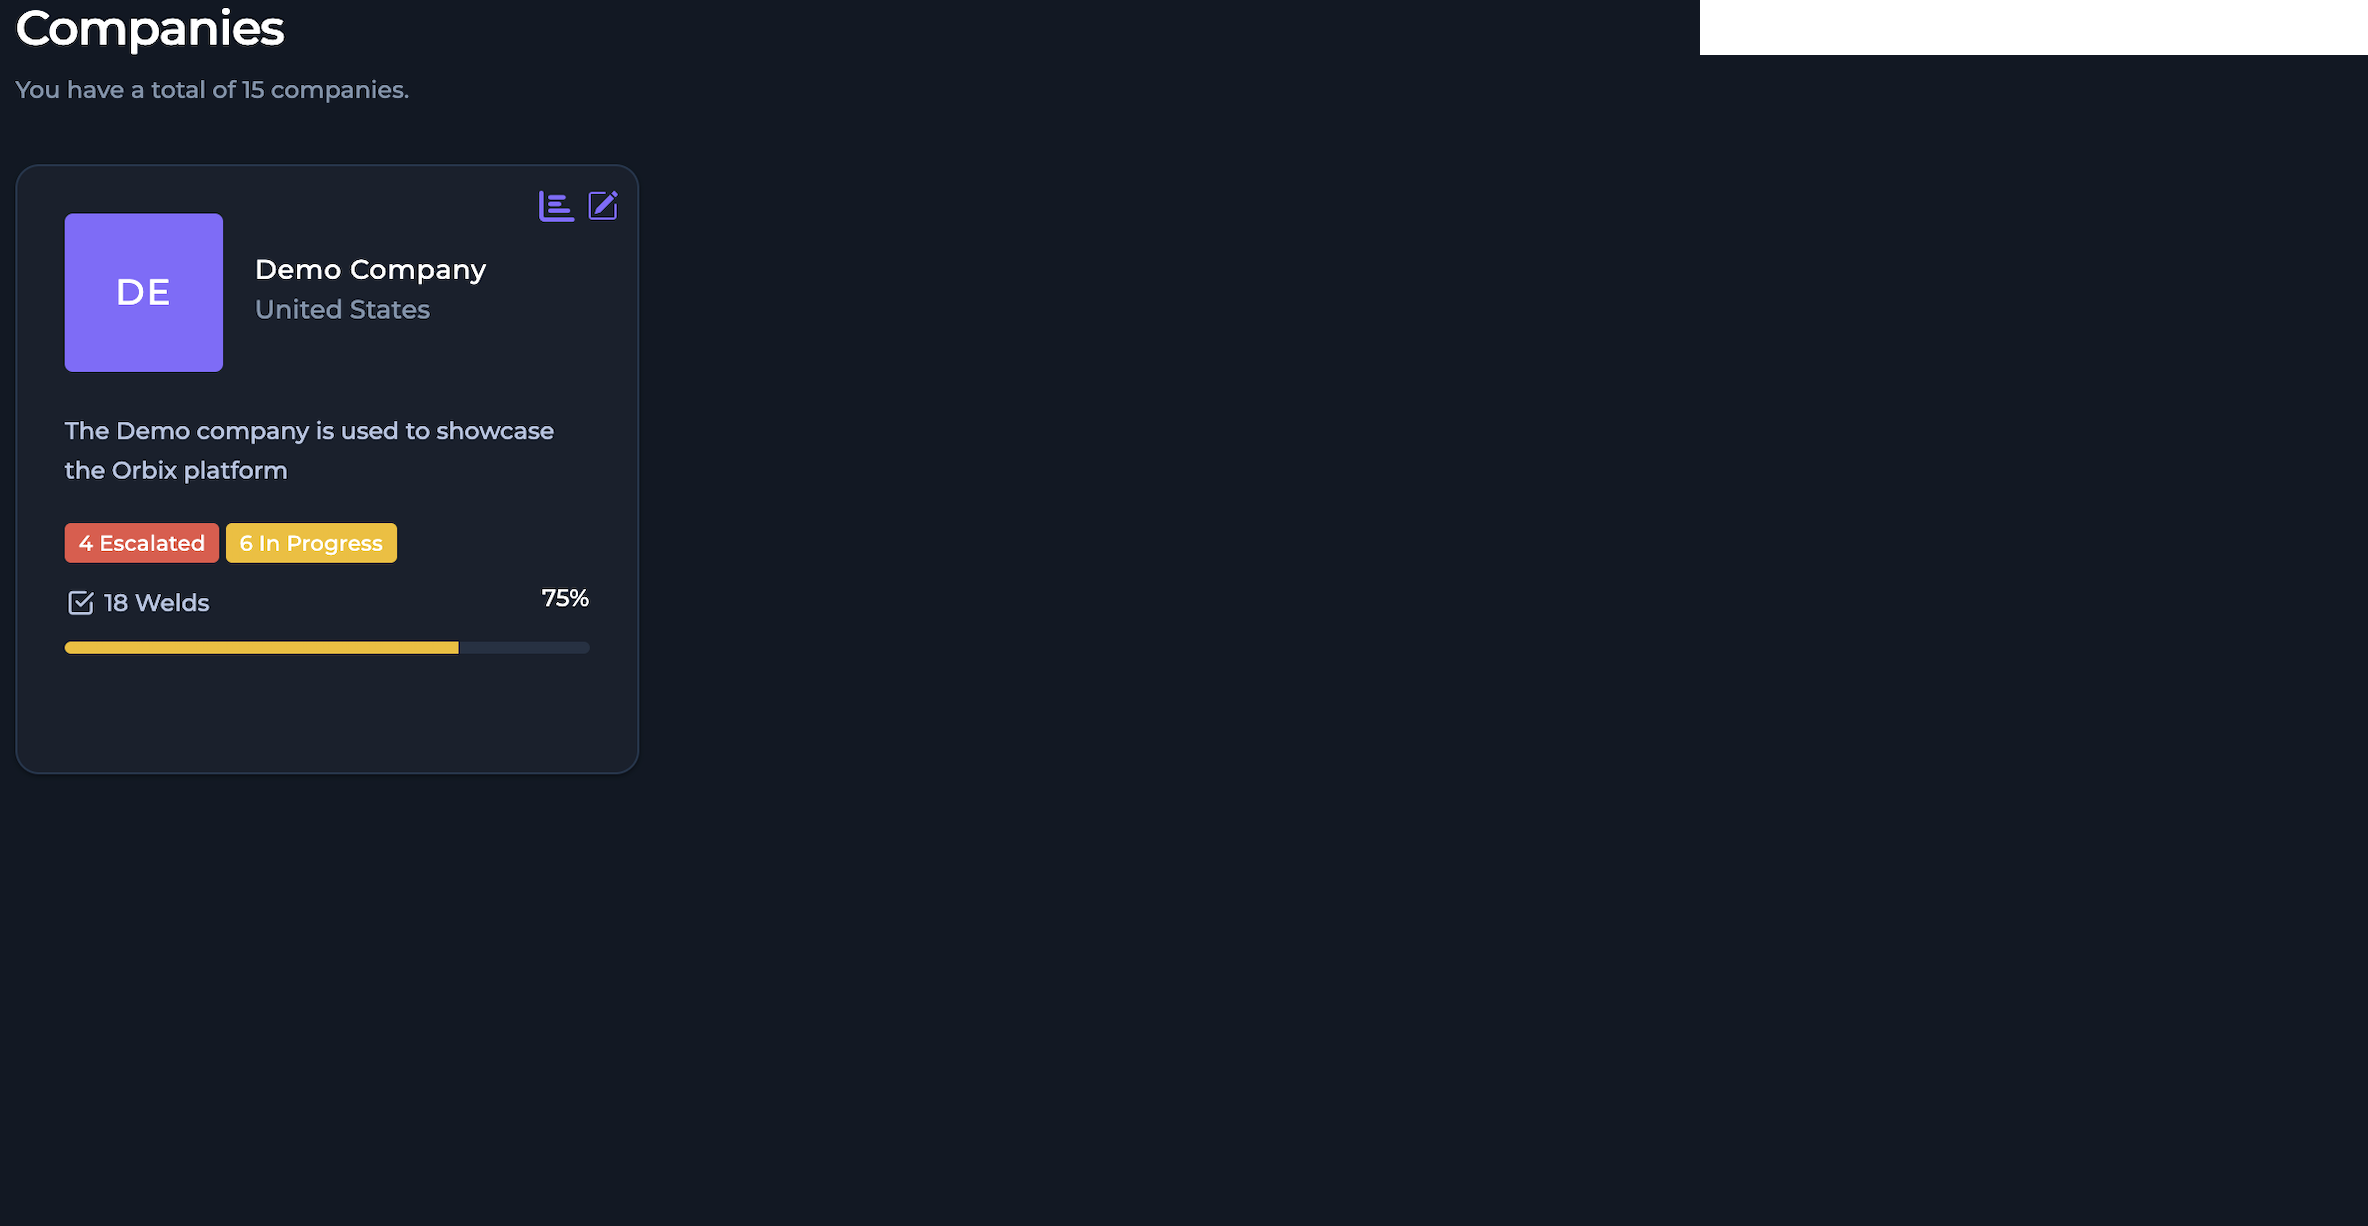 Companies
You have a total of 15 companies.
DE
Demo Company
United States
The Demo company is used to showcase
the Orbix platform
4 Escalated
6 In Progress
18 Welds
75%